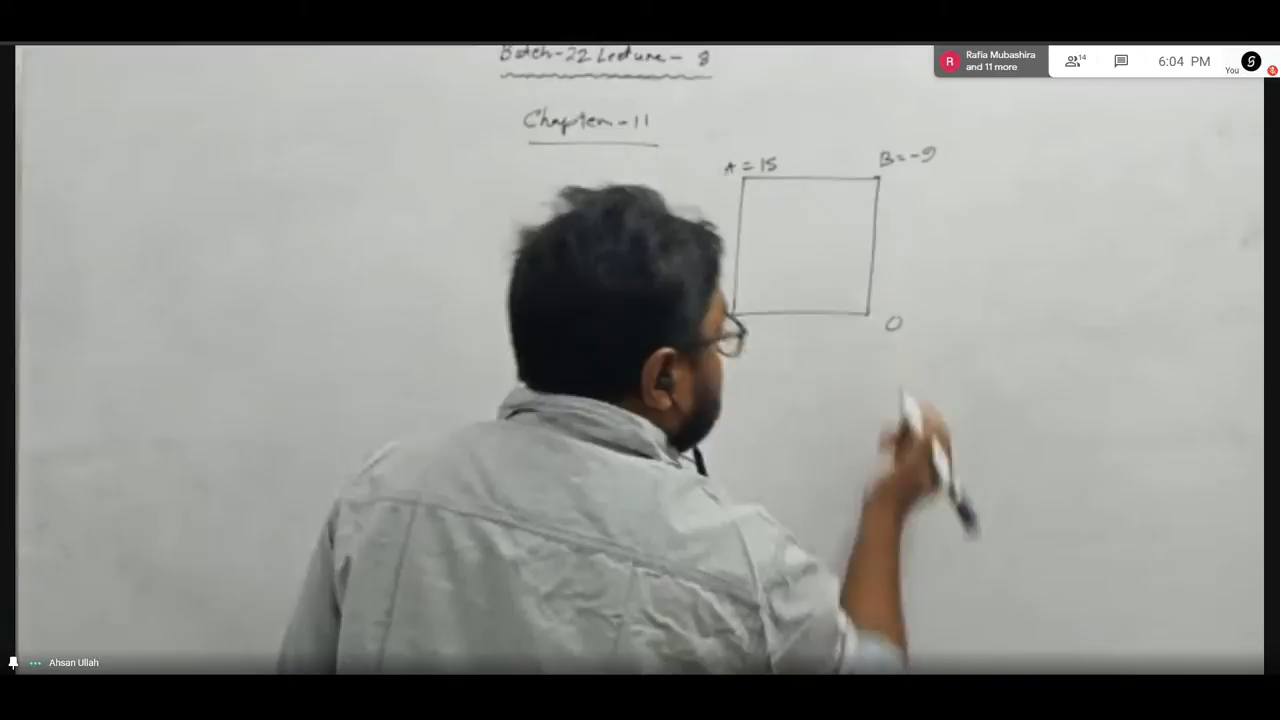 Rafia Mubashira
and 11 more
R
14
6:04 PM
You
Batch-22 Lecture- 8
Chapter-11
A = 15
B = -9
O
Ahsan Ullah